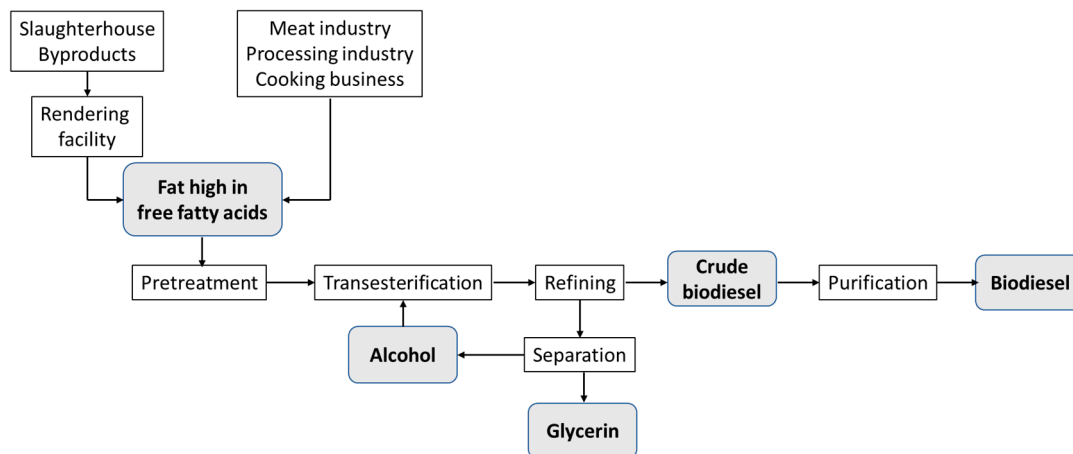 Slaughterhouse
Byproducts
Meat industry
Processing industry
Cooking business
Rendering
facility
Fat high in
free fatty acids
Pretreatment
Transesterification
Refining
Crude
biodiesel
Purification
Biodiesel
Alcohol
Separation
Glycerin